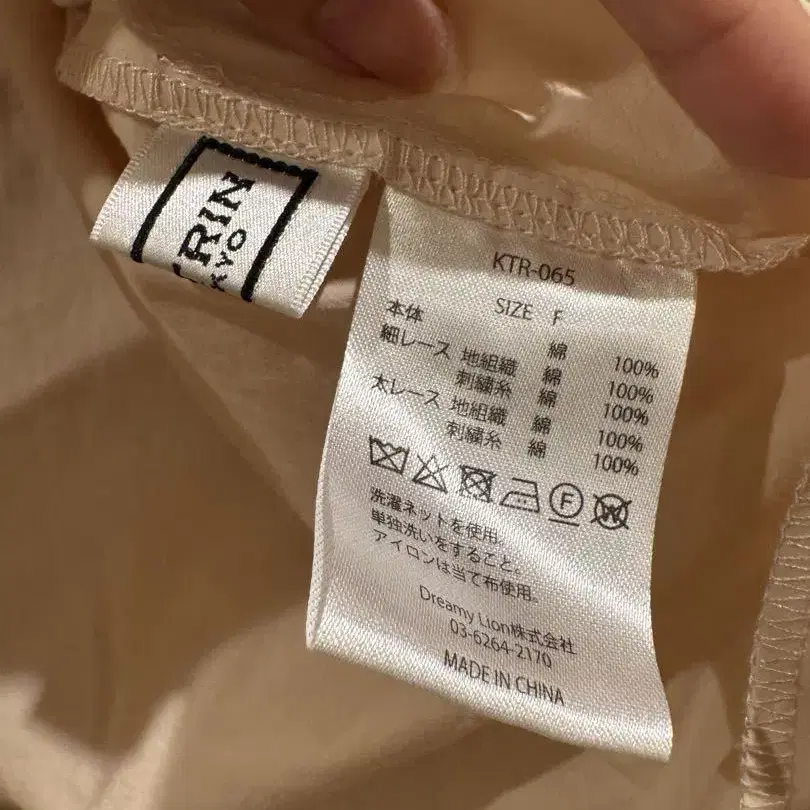 TRIN
KYO
KTR-065
SIZE F
本体 綿 100%
細レース 地組織 綿 100%
刺繍糸 綿 100%
太レース 地組織 綿 100%
刺繍糸 綿 100%
F
W
洗濯ネットを使用。
単独洗いをすること。
アイロンは当て布使用。
Dreamy Lion株式会社
03-6264-2170
MADE IN CHINA